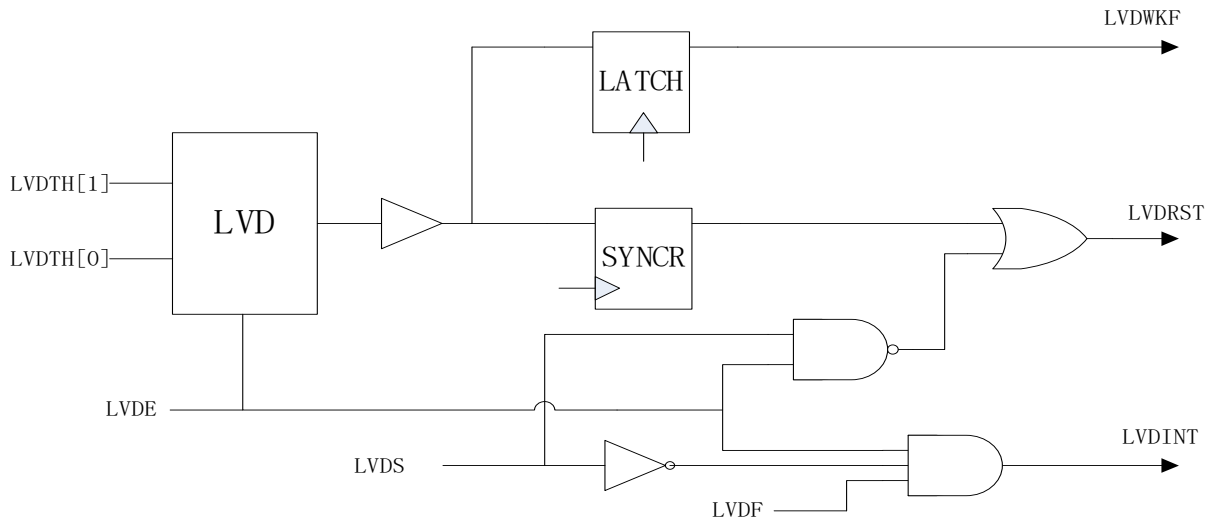 LVDWKF
LATCH
LVDTH[1]
LVD
LVDRST
LVDTH[0]
SYNCR
LVDE
LVDINT
LVDS
LVDF